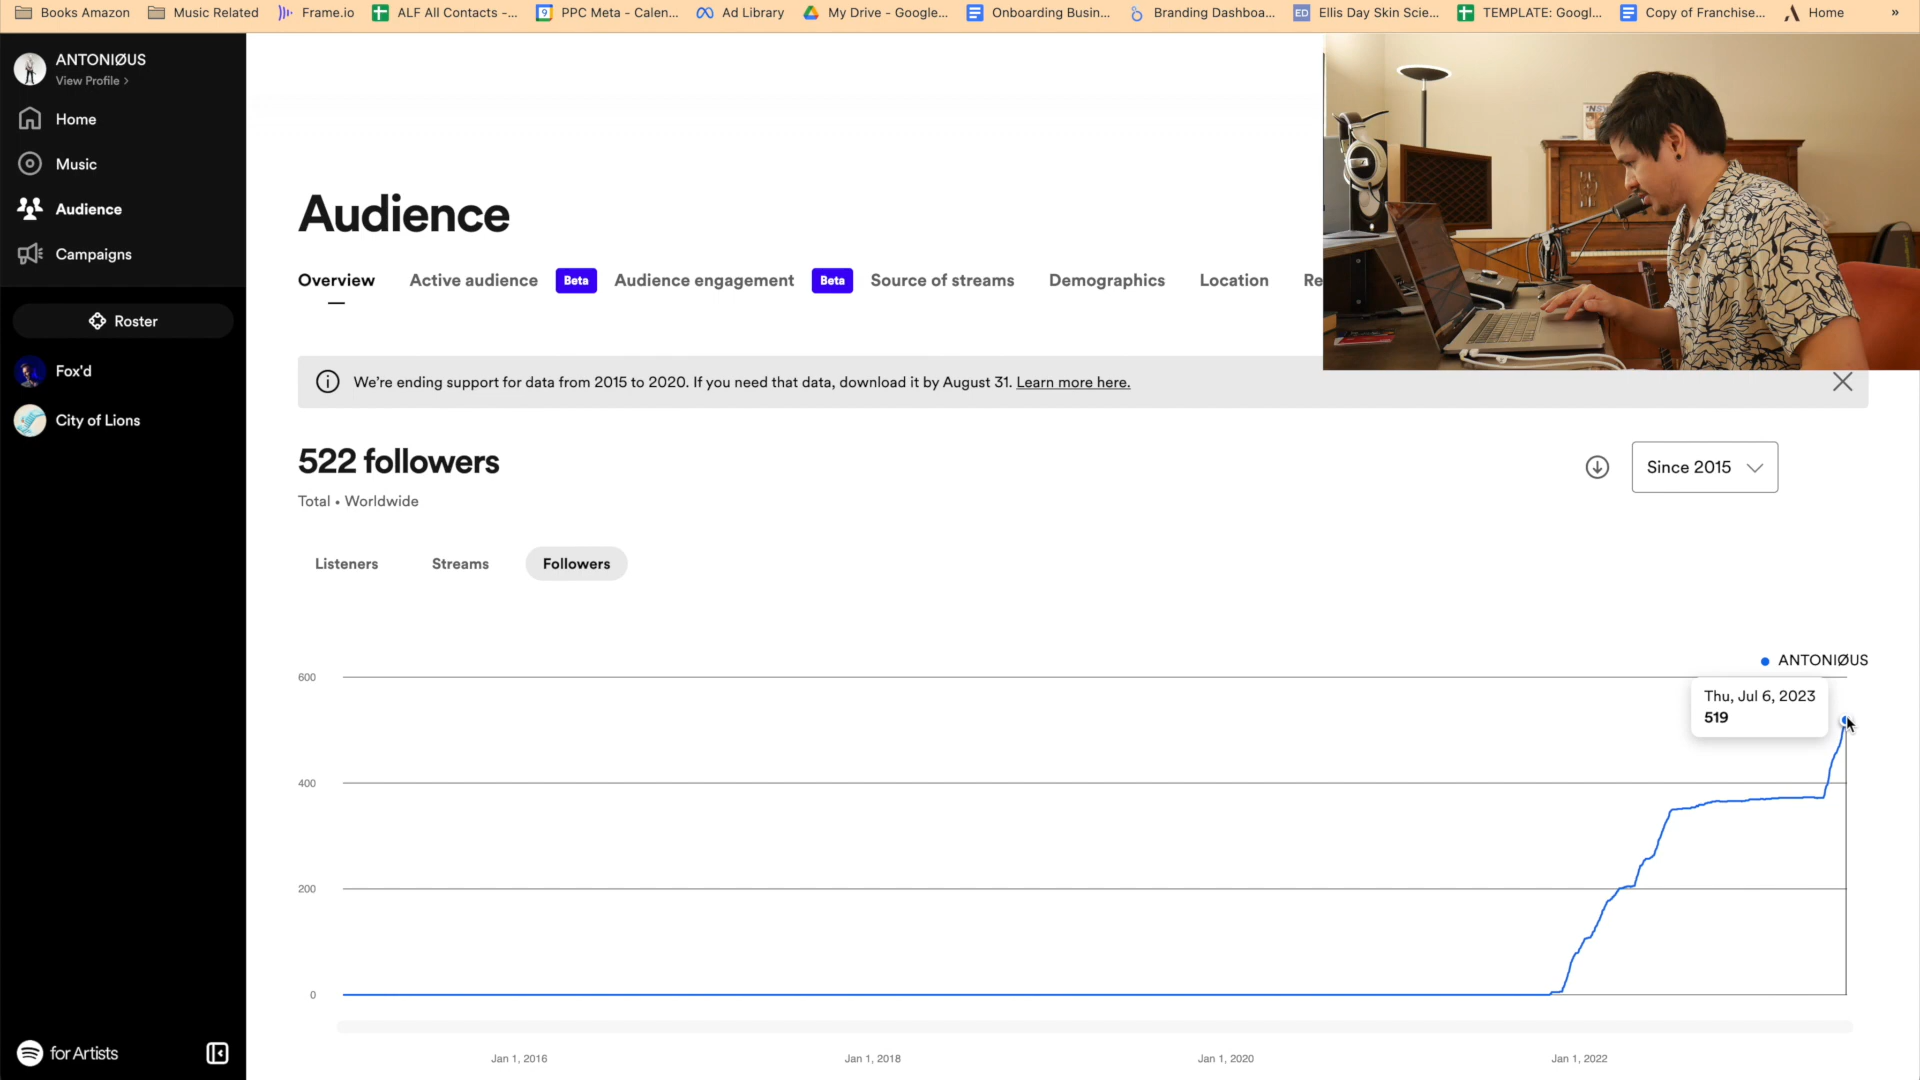 Books Amazon
Music Related
Frame.io
ALF All Contacts -...
PPC Meta - Calen...
Ad Library
My Drive - Google...
Onboarding Busin...
Branding Dashboa...
Ellis Day Skin Scie...
TEMPLATE: Googl...
Copy of Franchise...
Home
»
ANTONIØUS
View Profile >
Home
Music
Audience
Campaigns
Roster
Fox'd
City of Lions
for Artists
Audience
Overview
Active audience
Beta
Audience engagement
Beta
Source of streams
Demographics
Location
Re
We're ending support for data from 2015 to 2020. If you need that data, download it by August 31. Learn more here.
522 followers
Total • Worldwide
Since 2015
Listeners
Streams
Followers
ANTONIØUS
Thu, Jul 6, 2023
519
600
400
200
0
Jan 1, 2016
Jan 1, 2018
Jan 1, 2020
Jan 1, 2022